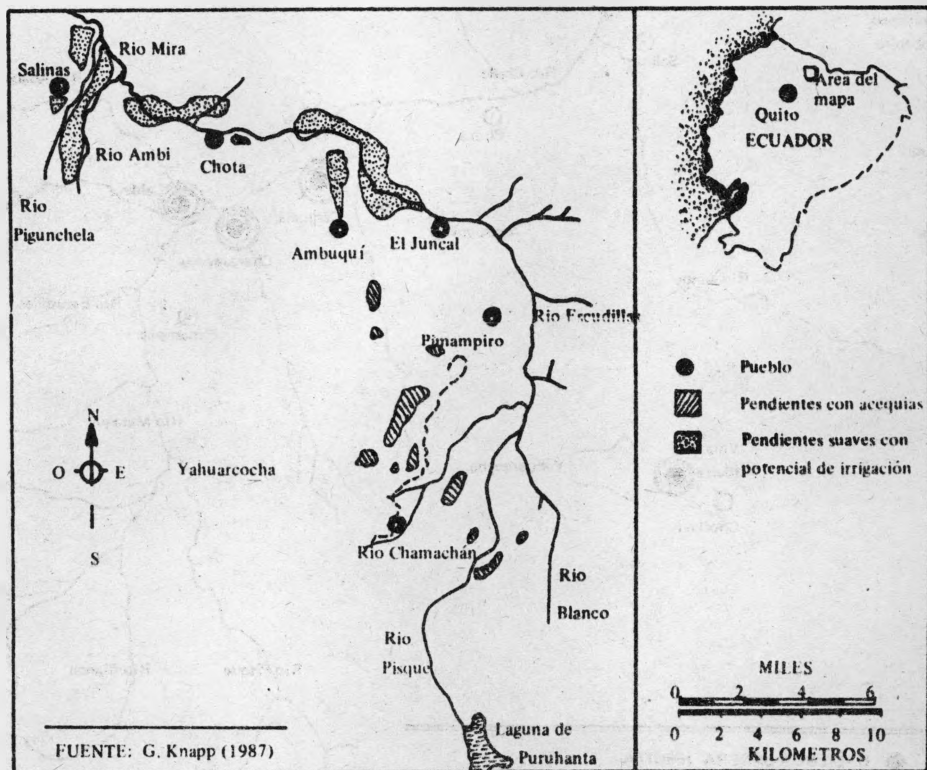 Rio Mira
Salinas
Rio Ambi
Chota
Rio
Pigunchela
Ambuquí
El Juncal
Rio Escudillas
Pimampiro
N
O E
S
Yahuarcocha
Rio Chamachán
Rio
Blanco
Rio
Pisque
Laguna de
Puruhanta
FUENTE: G. Knapp (1987)
Area del
mapa
Quito
ECUADOR
Pueblo
Pendientes con acequias
Pendientes suaves con
potencial de irrigación
MILES
0 2 4 6
0 2 4 6 8 10
KILOMETROS